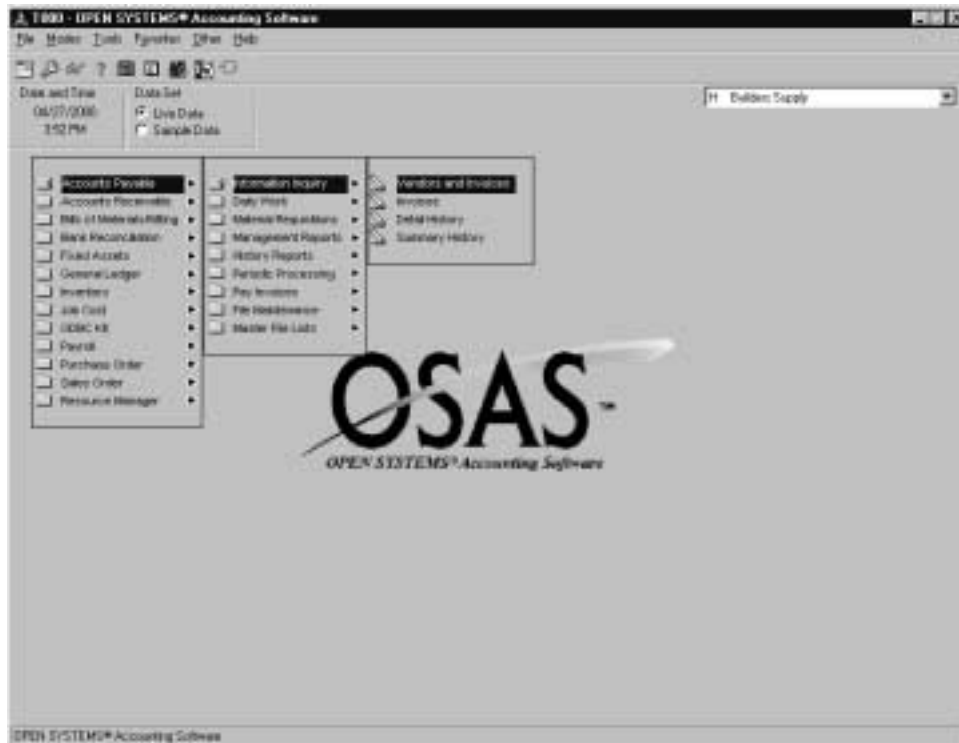 OPEN SYSTEMS® Accounting Software
File Modes Tools Favorites Other Help
?
Date and Time
04/27/2000
3:52 PM
Data Set
Live Data
Sample Data
H Builders Supply
Accounts Payable
Accounts Receivable
Bills of Materials/Kitting
Bank Reconciliation
Fixed Assets
General Ledger
Inventory
Job Cost
ODBC Kit
Payroll
Purchase Order
Sales Order
Resource Manager
Information Inquiry
Daily Work
Material Requisitions
Management Reports
History Reports
Periodic Processing
Pay Invoices
File Maintenance
Master File Lists
Vendors and Invoices
Invoices
Detail History
Summary History
OSAS™
OPEN SYSTEMS® Accounting Software
OPEN SYSTEMS® Accounting Software